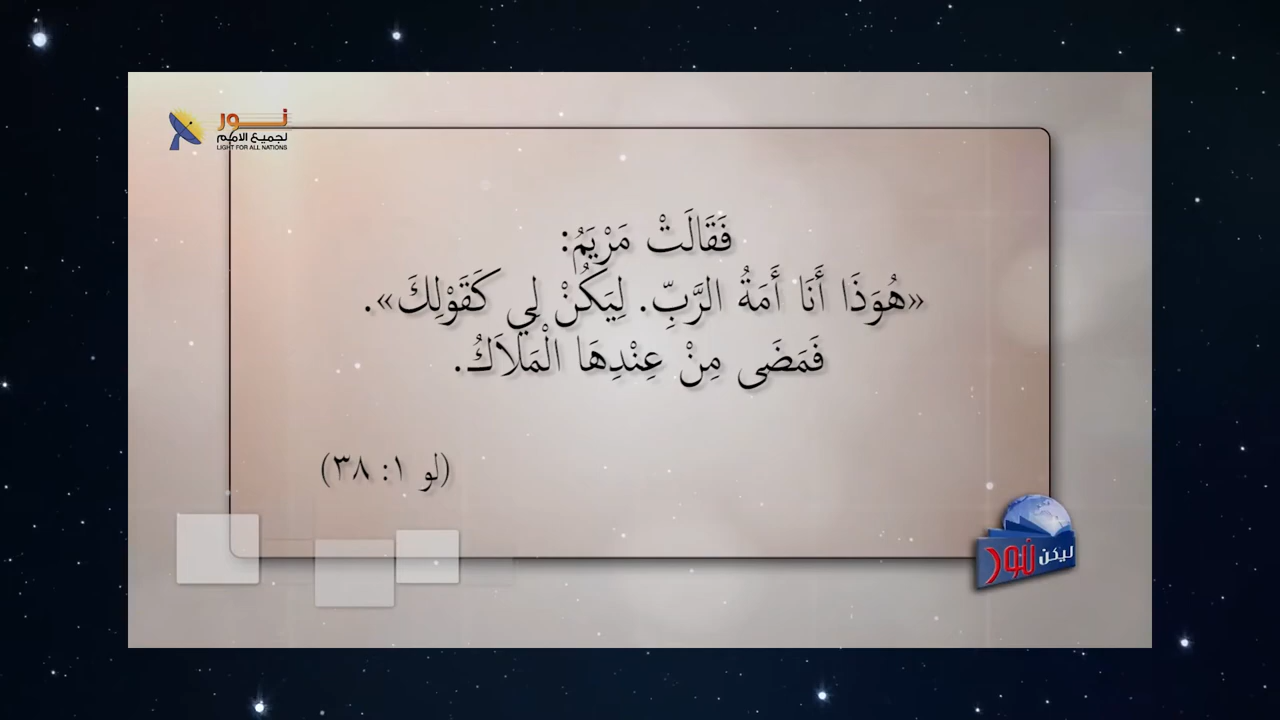 نور
لجميع الامم
LIGHT FOR ALL NATIONS
فَقَالَتْ مَرْيَمُ:
«هُوَذَا أَنَا أَمَةُ الرَّبِّ. لِيَكُنْ لِي كَقَوْلِكَ».
فَمَضَى مِنْ عِنْدِهَا الْمَلاَكُ.
(لو ١: ٣٨)
ليكن نور